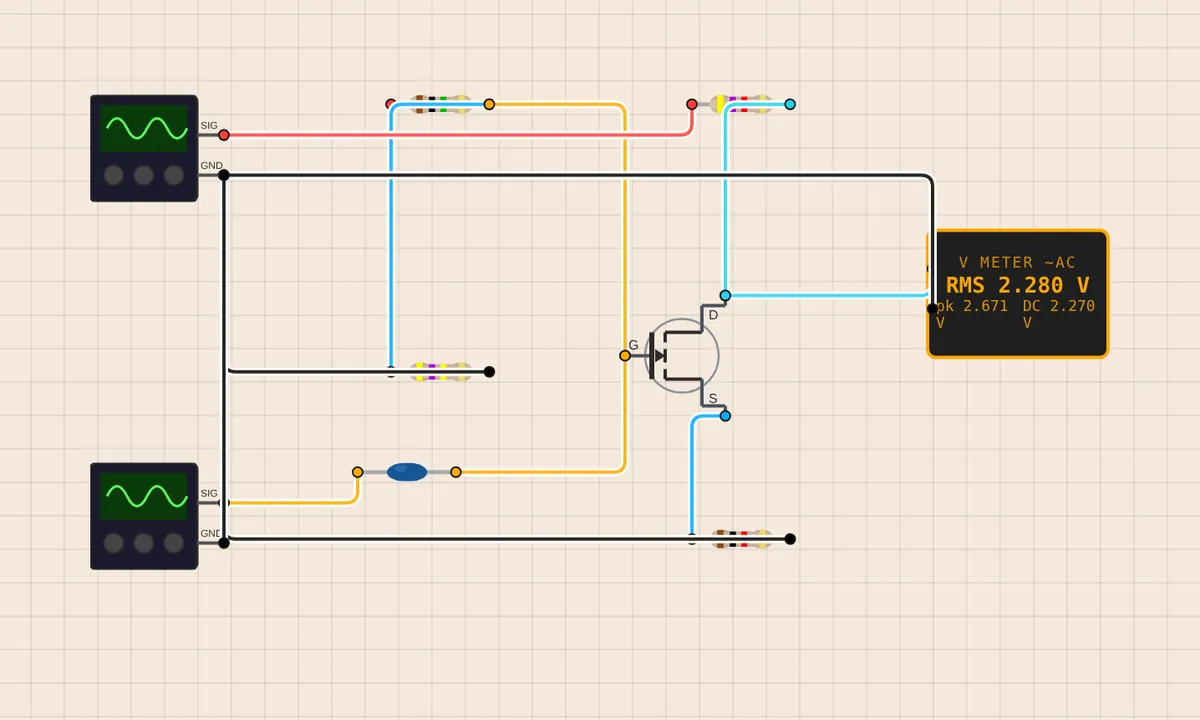 SIG
GND
V METER ~AC
RMS 2.280 V
pk 2.671 V
DC 2.270 V
D
G
S
SIG
GND